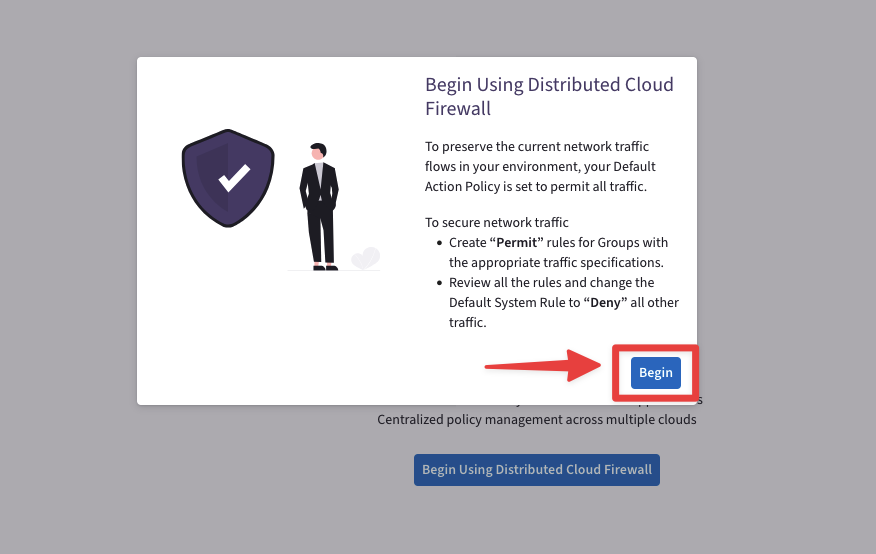 Begin Using Distributed Cloud
Firewall
To preserve the current network traffic
flows in your environment, your Default
Action Policy is set to permit all traffic.
To secure network traffic
• Create “Permit” rules for Groups with
the appropriate traffic specifications.
• Review all the rules and change the
Default System Rule to “Deny” all other
traffic.
Begin
Centralized policy management across multiple clouds
Begin Using Distributed Cloud Firewall